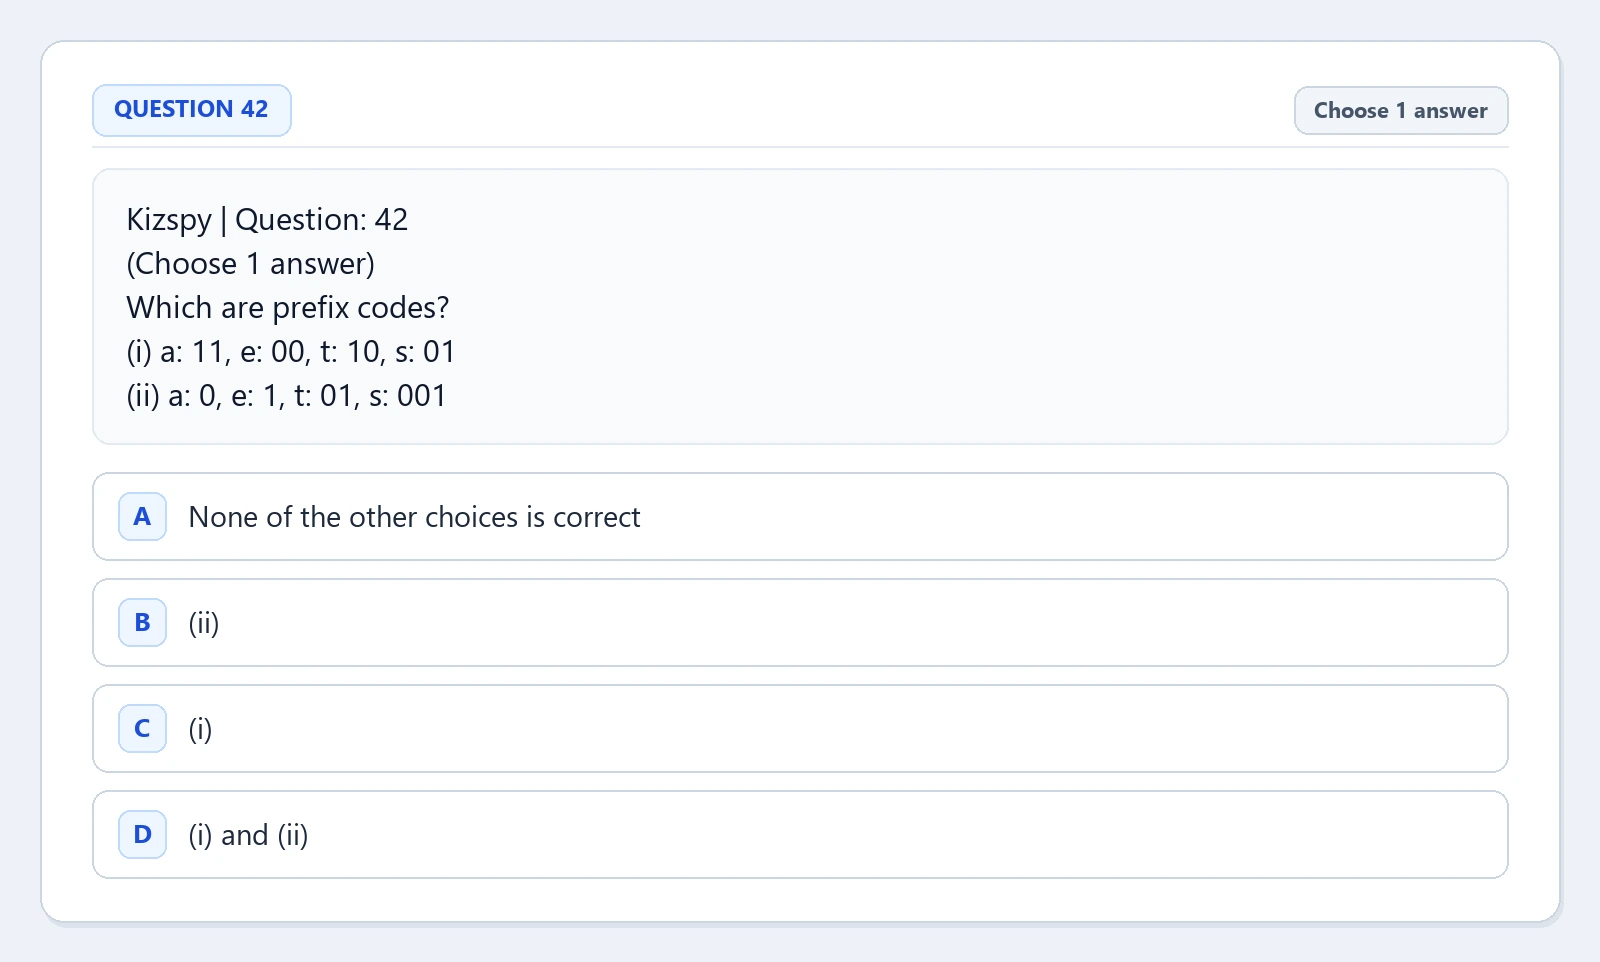 QUESTION 42
Choose 1 answer
Kizspy | Question: 42
(Choose 1 answer)
Which are prefix codes?
(i) a: 11, e: 00, t: 10, s: 01
(ii) a: 0, e: 1, t: 01, s: 001
A None of the other choices is correct
B (ii)
C (i)
D (i) and (ii)